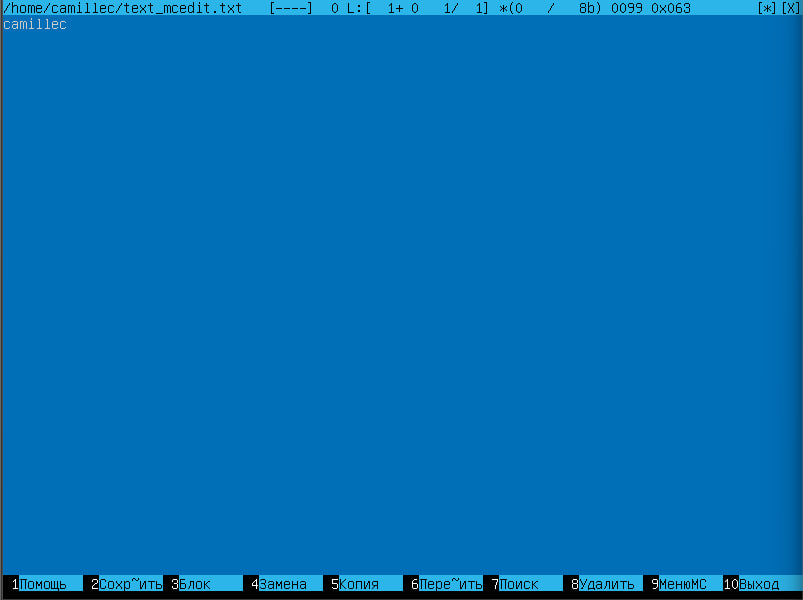 /home/camillec/text_mcedit.txt [----] 0 L:[ 1+ 0 1/ 1] *(0 / 8b) 0099 0x063 [*][X]
camillec
1Помощь 2Сохр~ить 3Блок 4Замена 5Копия 6Пере~ить 7Поиск 8Удалить 9МенюMC 10Выход